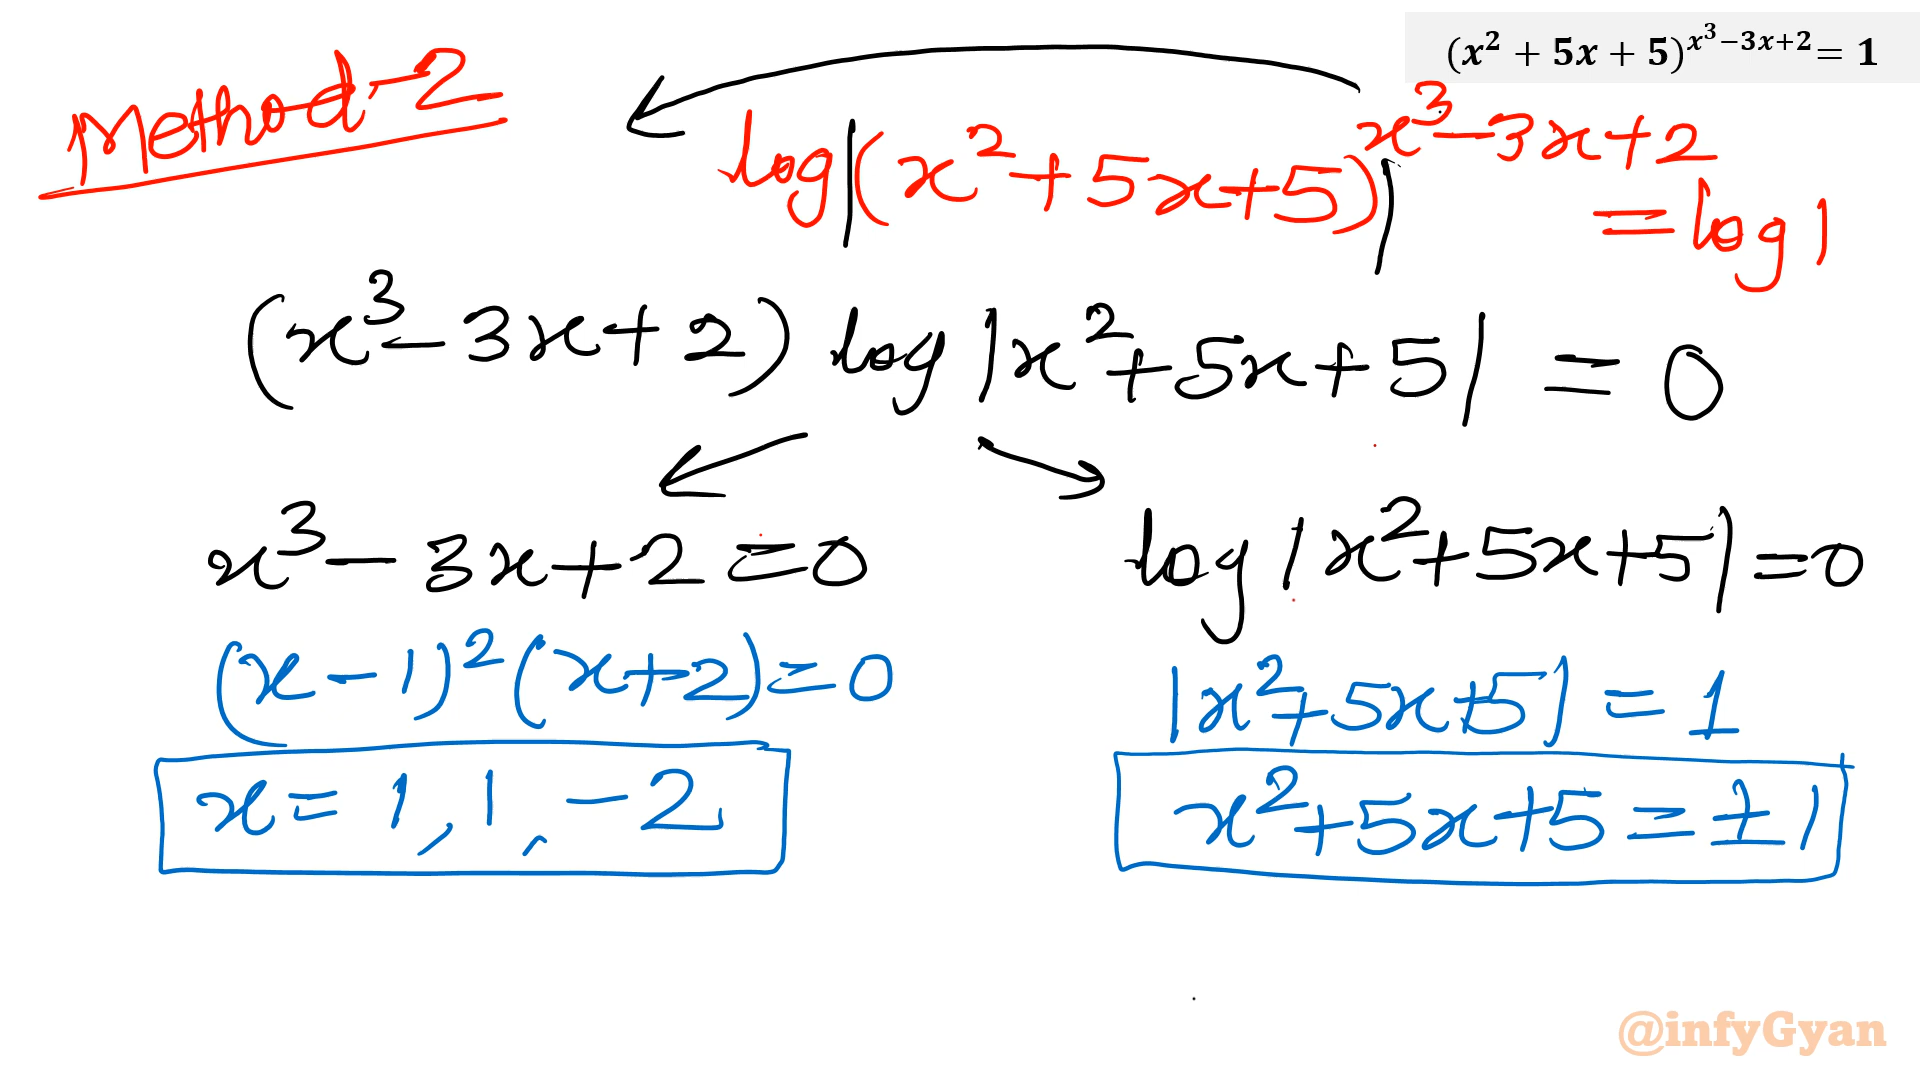 (x² + 5x + 5)^(x³−3x+2) = 1
Method-2
log|(x²+5x+5)|^(x³−3x+2) = log 1
(x³−3x+2) log|x²+5x+5| = 0
x³−3x+2=0
log|x²+5x+5|=0
(x−1)²(x+2)=0
|x²+5x+5|=1
x=1,1,−2
x²+5x+5=±1
@infyGyan